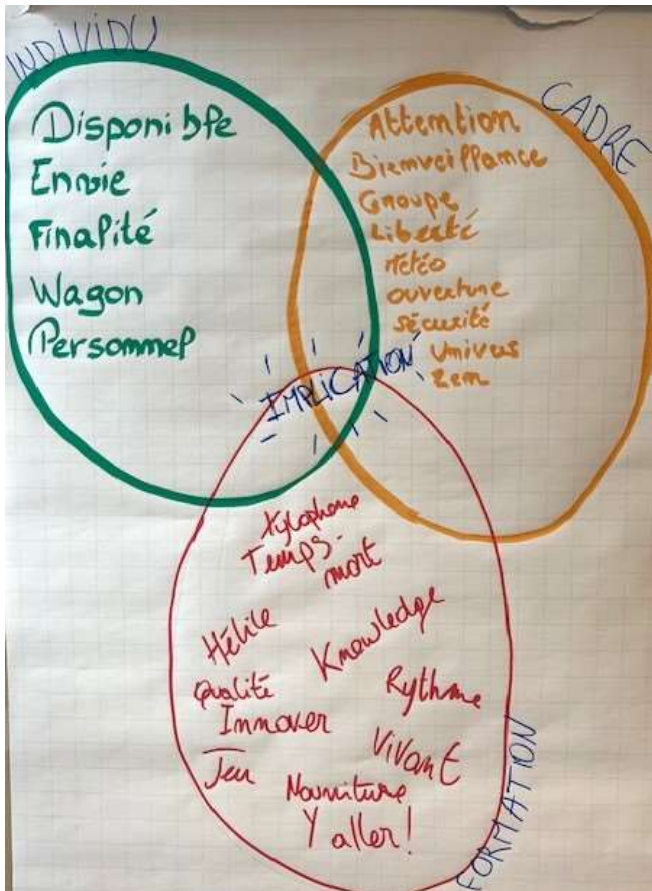 INDIVIDU
Disponible
Envie
Finalité
Wagon
Personnel
CADRE
Attention
Bienveillance
Groupe
Liberté
Météo
ouverture
sécurité
Univers
Zen
IMPLICATION
Xylophone
Temps-
mort
Hélice
Knowledge
Qualité
Rythme
Innover
Vivant
Jeu
Nourriture
Y aller!
FORMATION